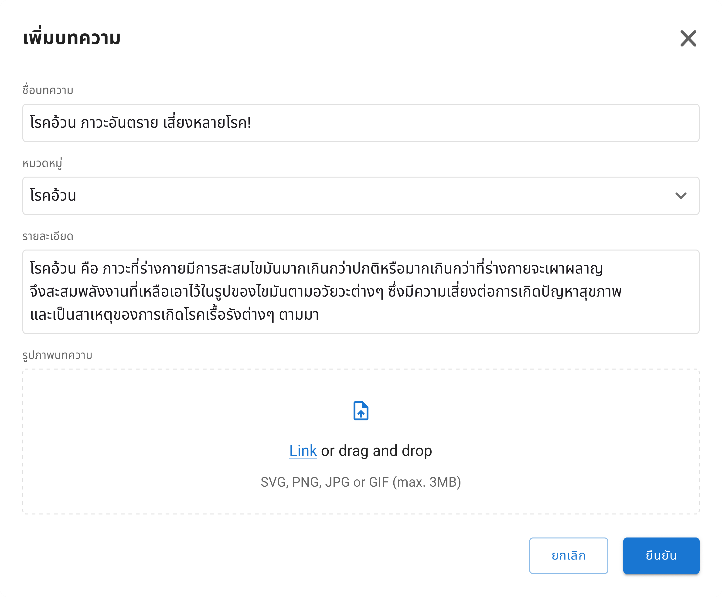 เพิ่มบทความ
ชื่อบทความ
โรคอ้วน ภาวะอันตราย เสี่ยงหลายโรค!
หมวดหมู่
โรคอ้วน
รายละเอียด
โรคอ้วน คือ ภาวะที่ร่างกายมีการสะสมไขมันมากเกินกว่าปกติหรือมากเกินกว่าที่ร่างกายจะเผาผลาญ
จึงสะสมพลังงานที่เหลือเอาไว้ในรูปของไขมันตามอวัยวะต่างๆ ซึ่งมีความเสี่ยงต่อการเกิดปัญหาสุขภาพ
และเป็นสาเหตุของการเกิดโรคเรื้อรังต่างๆ ตามมา
รูปภาพบทความ
Link or drag and drop
SVG, PNG, JPG or GIF (max. 3MB)
ยกเลิก
ยืนยัน